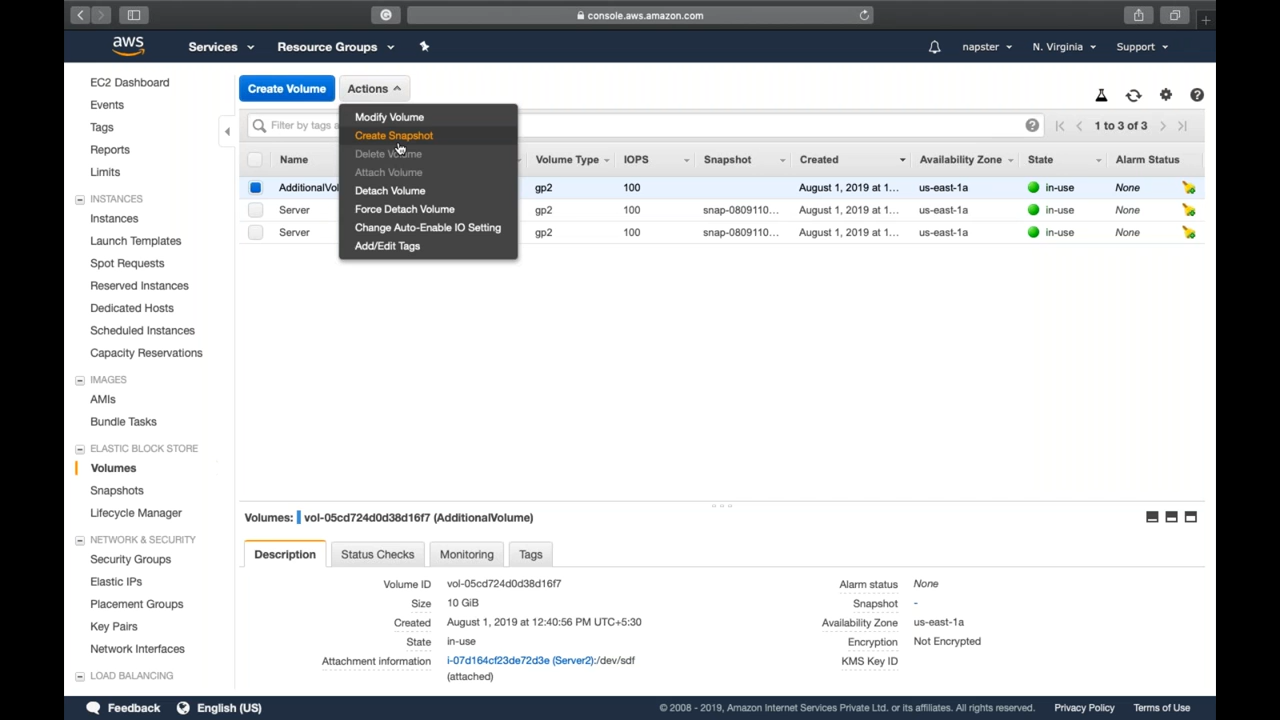 console.aws.amazon.com
aws Services Resource Groups napster N. Virginia Support
EC2 Dashboard
Events
Tags
Reports
Limits
INSTANCES
Instances
Launch Templates
Spot Requests
Reserved Instances
Dedicated Hosts
Scheduled Instances
Capacity Reservations
IMAGES
AMIs
Bundle Tasks
ELASTIC BLOCK STORE
Volumes
Snapshots
Lifecycle Manager
NETWORK & SECURITY
Security Groups
Elastic IPs
Placement Groups
Key Pairs
Network Interfaces
LOAD BALANCING
Create Volume Actions
Modify Volume
Create Snapshot
Delete Volume
Attach Volume
Detach Volume
Force Detach Volume
Change Auto-Enable IO Setting
Add/Edit Tags
Filter by tags 1 to 3 of 3
Name Volume Type IOPS Snapshot Created Availability Zone State Alarm Status
AdditionalVol gp2 100 August 1, 2019 at 1... us-east-1a in-use None
Server gp2 100 snap-0809110... August 1, 2019 at 1... us-east-1a in-use None
Server gp2 100 snap-0809110... August 1, 2019 at 1... us-east-1a in-use None
Volumes: vol-05cd724d0d38d16f7 (AdditionalVolume)
Description Status Checks Monitoring Tags
Volume ID vol-05cd724d0d38d16f7 Alarm status None
Size 10 GiB Snapshot -
Created August 1, 2019 at 12:40:56 PM UTC+5:30 Availability Zone us-east-1a
State in-use Encryption Not Encrypted
Attachment information i-07d164cf23de72d3e (Server2):/dev/sdf KMS Key ID
(attached)
Feedback English (US) © 2008 - 2019, Amazon Internet Services Private Ltd. or its affiliates. All rights reserved. Privacy Policy Terms of Use